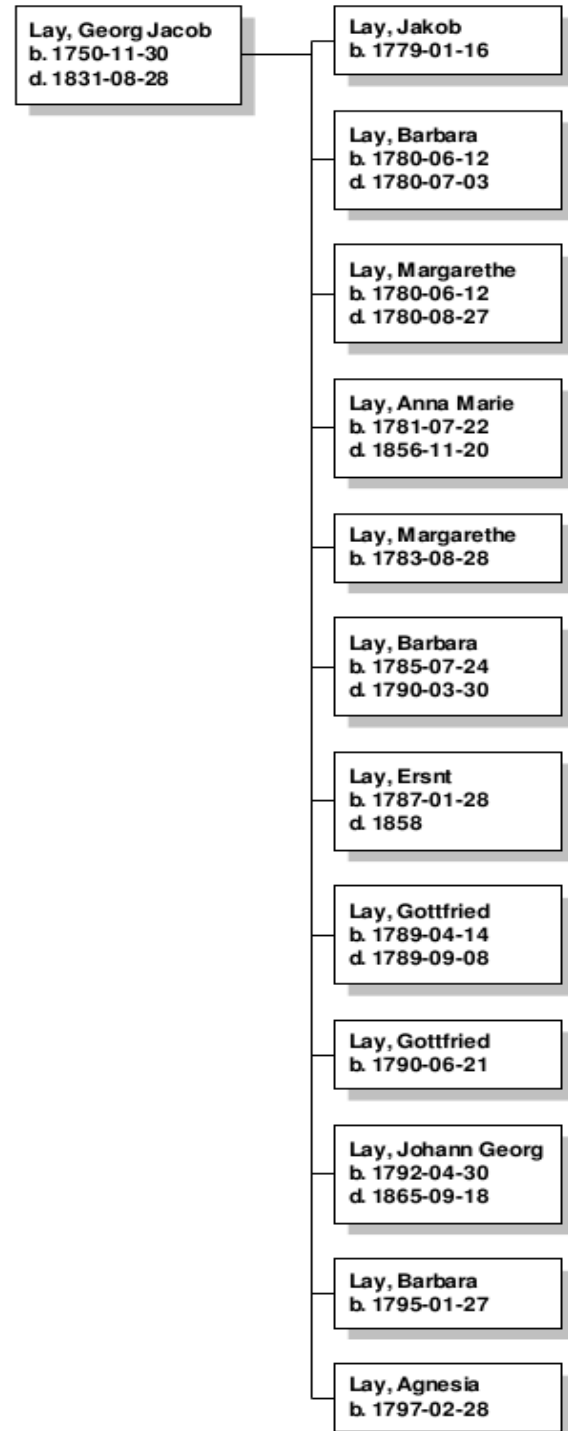 Lay, Georg Jacob
b. 1750-11-30
d. 1831-08-28
Lay, Jakob
b. 1779-01-16
Lay, Barbara
b. 1780-06-12
d. 1780-07-03
Lay, Margarethe
b. 1780-06-12
d. 1780-08-27
Lay, Anna Marie
b. 1781-07-22
d. 1856-11-20
Lay, Margarethe
b. 1783-08-28
Lay, Barbara
b. 1785-07-24
d. 1790-03-30
Lay, Ersnt
b. 1787-01-28
d. 1858
Lay, Gottfried
b. 1789-04-14
d. 1789-09-08
Lay, Gottfried
b. 1790-06-21
Lay, Johann Georg
b. 1792-04-30
d. 1865-09-18
Lay, Barbara
b. 1795-01-27
Lay, Agnesia
b. 1797-02-28